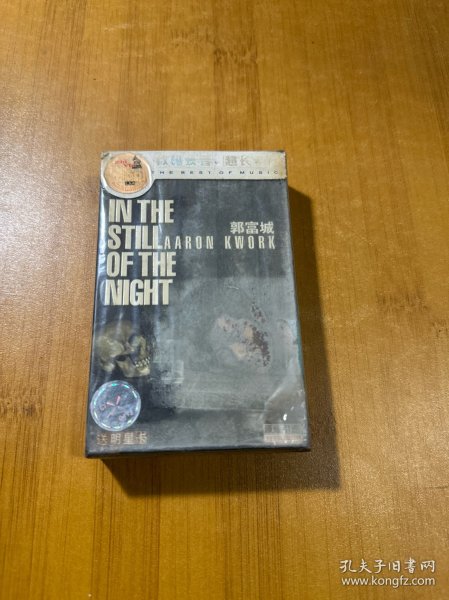 THE BEST OF MUSIC
IN THE
STILL
OF THE
NIGHT
郭富城
AARON KWORK
送明星卡
孔夫子旧书网
www.kongfz.com